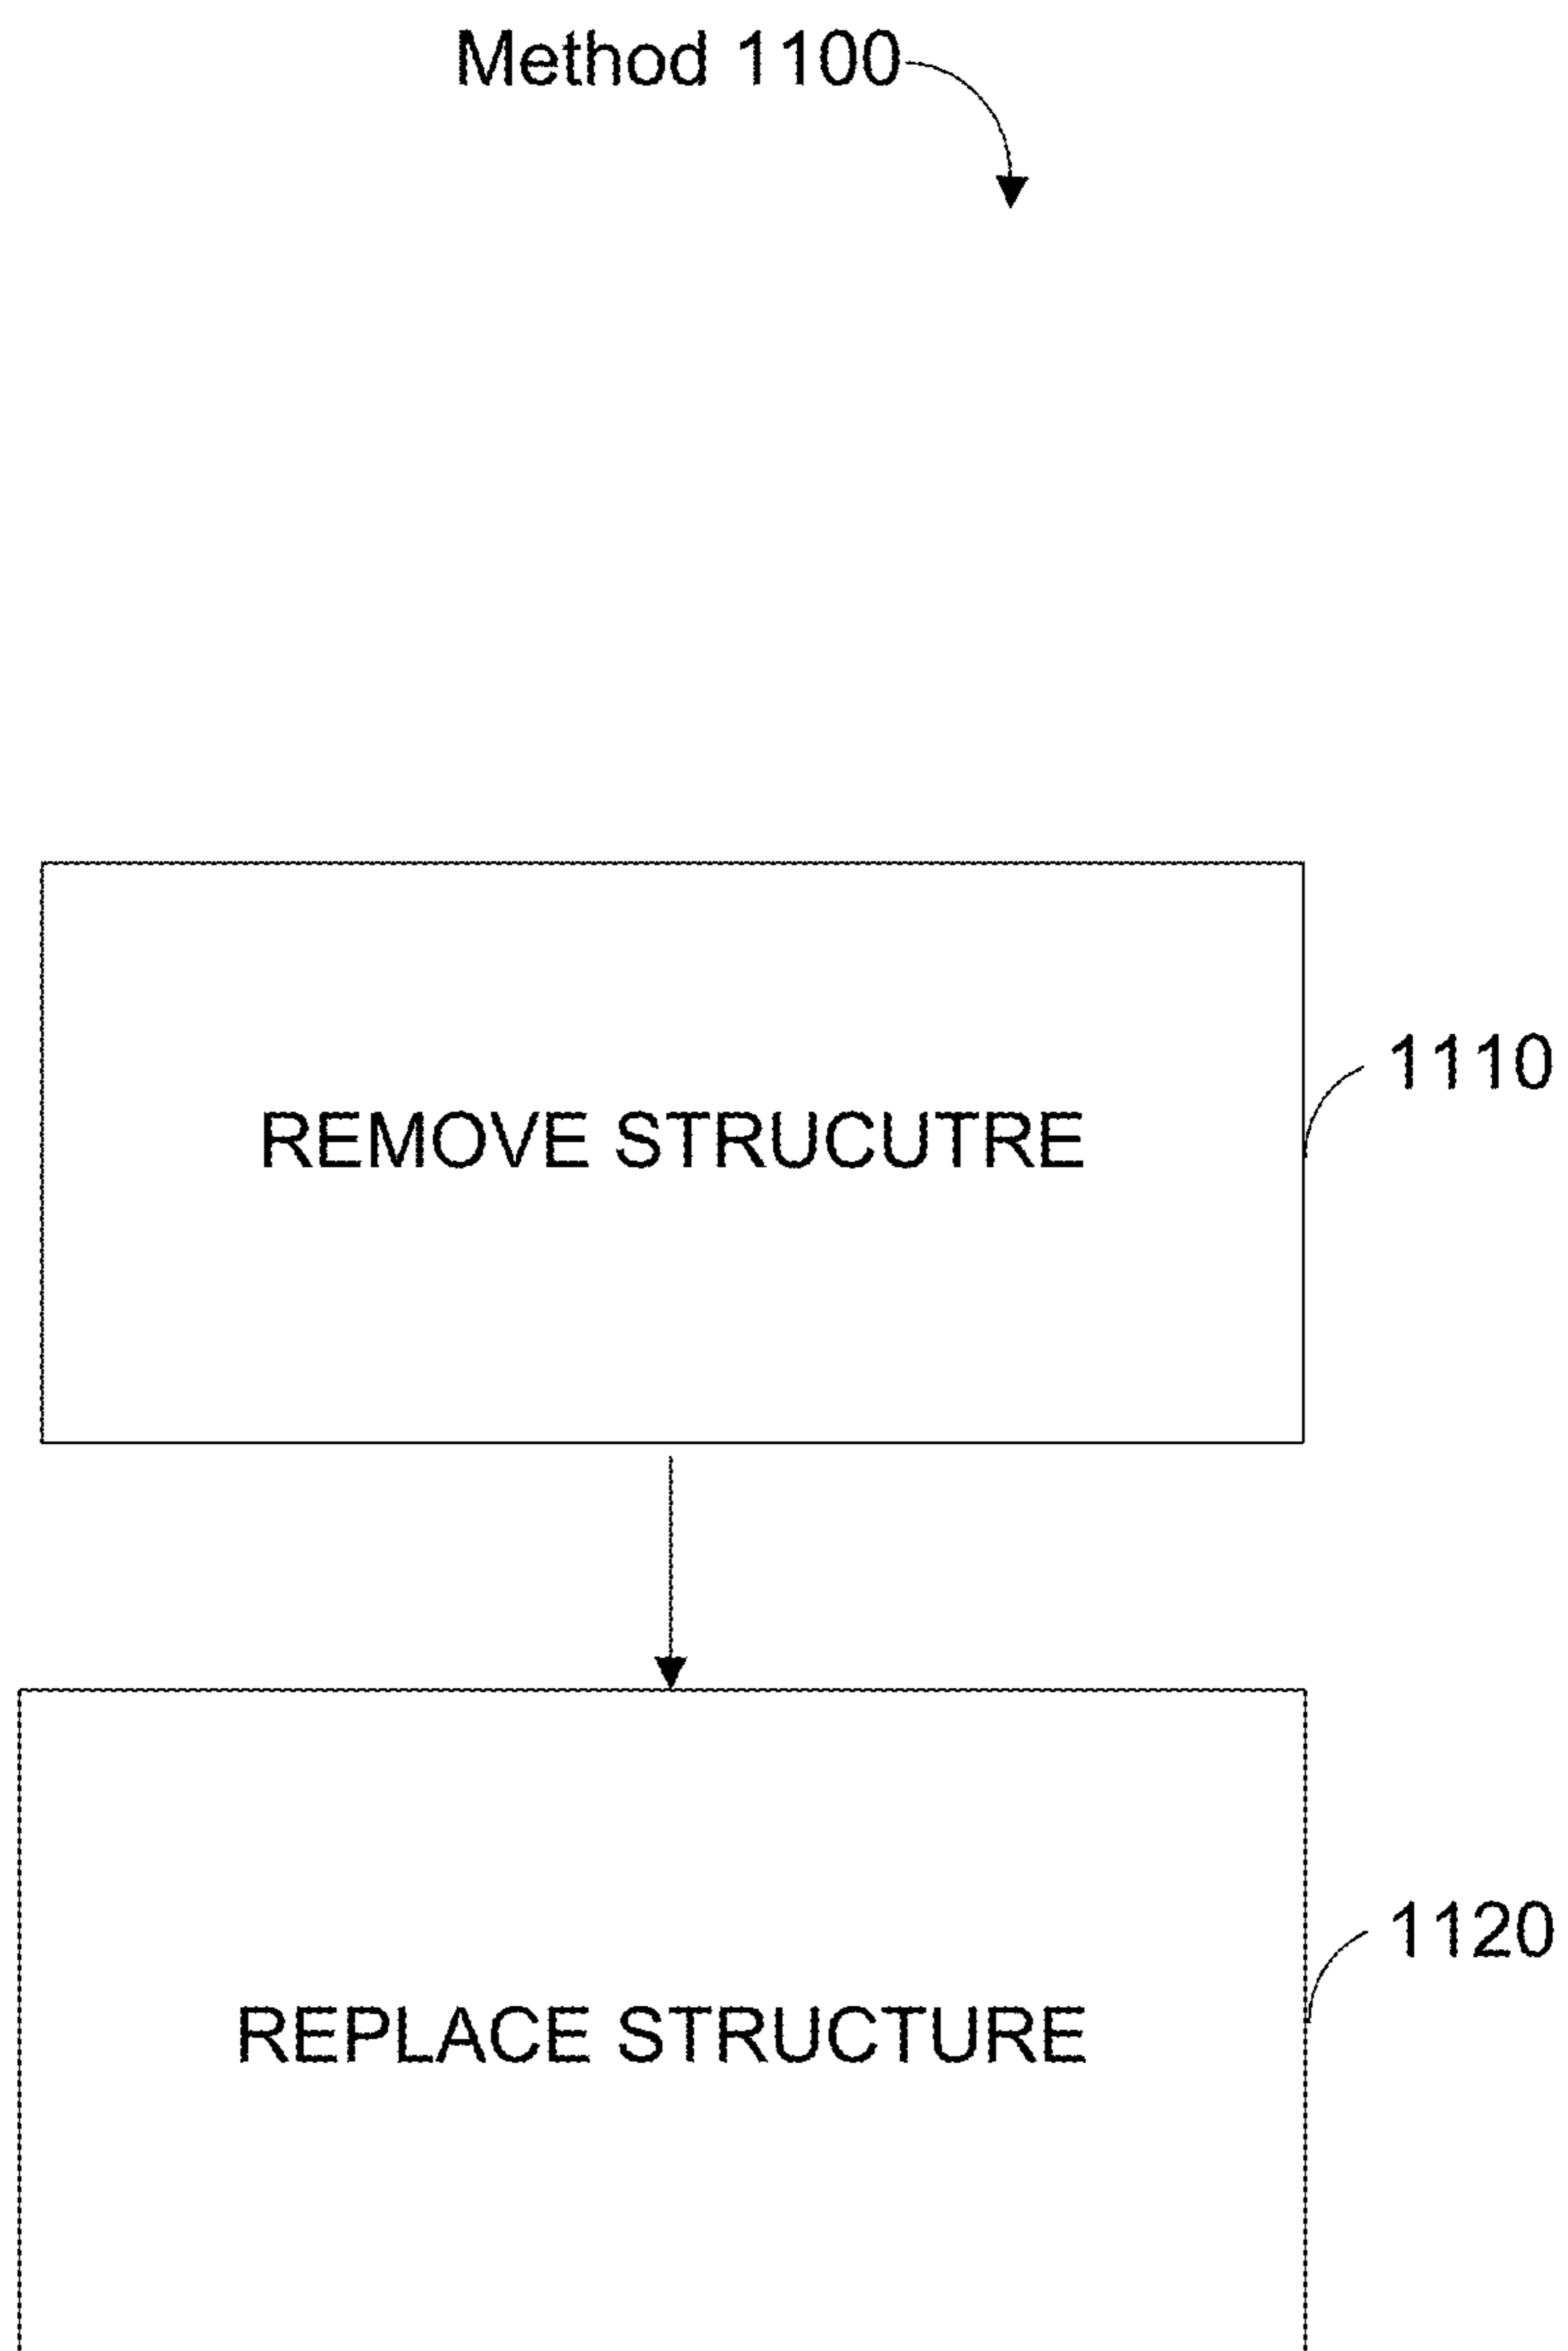 Method 1100
1110
REMOVE STRUCUTRE
1120
REPLACE STRUCTURE